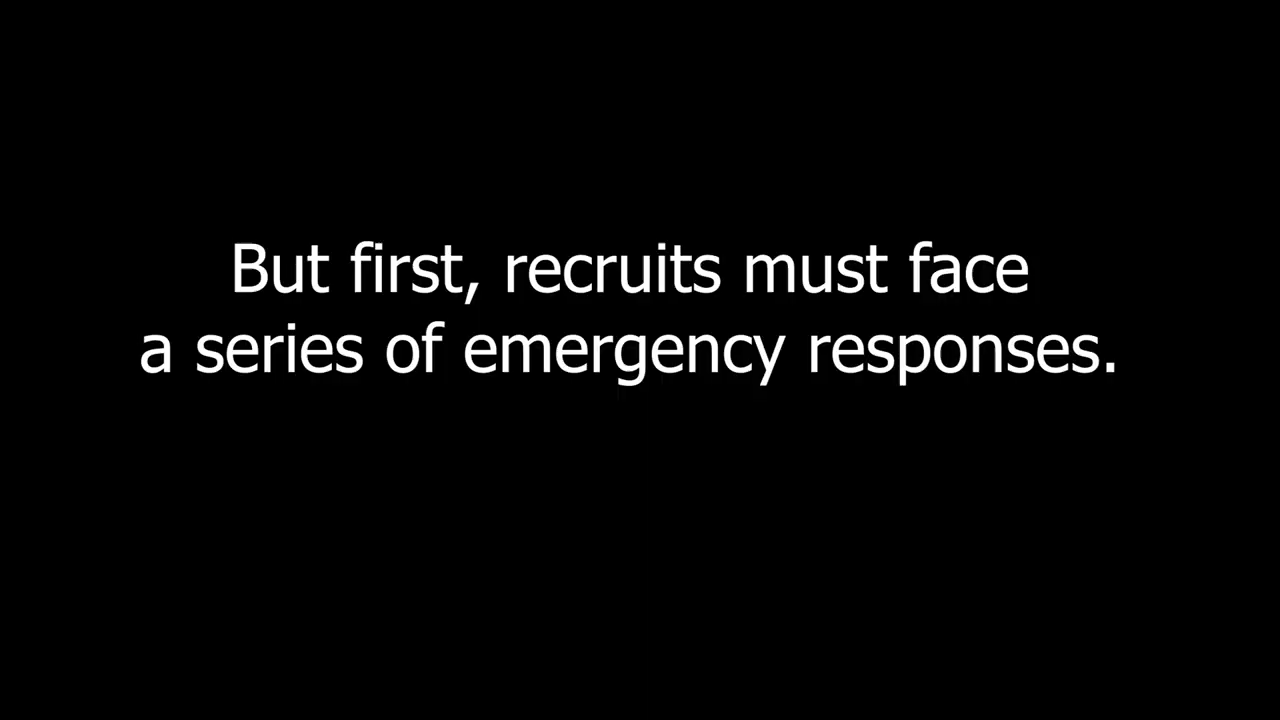 But first, recruits must face
a series of emergency responses.